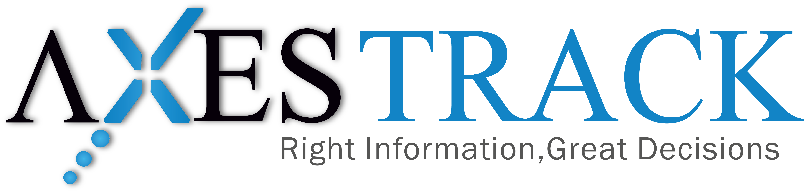 AXESTRACK
Right Information,Great Decisions